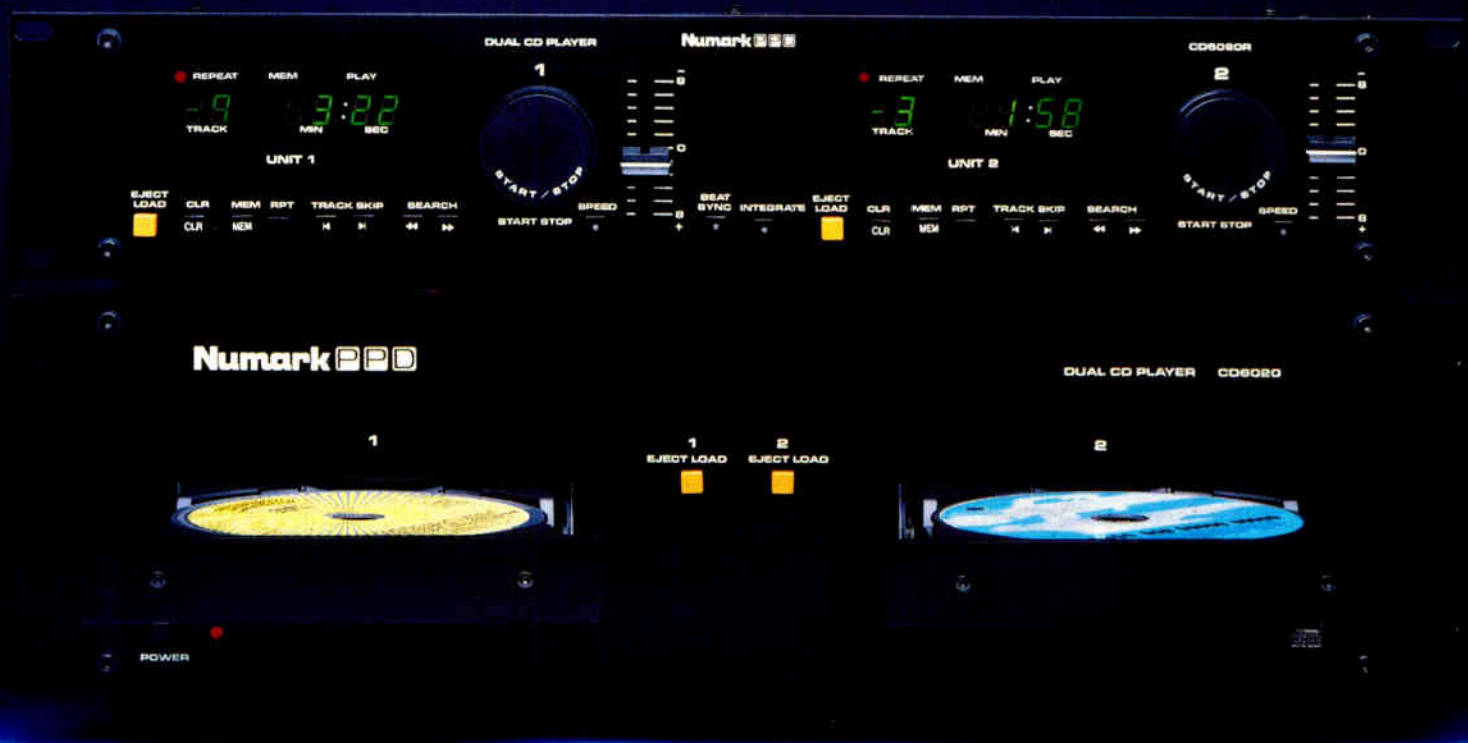 DUAL CD PLAYER Numark PPD CD6020R
1 2
REPEAT MEM PLAY REPEAT MEM PLAY
- 8 - 8
-9 3:22 -3 1:58
TRACK MIN SEC TRACK MIN SEC
0 0
UNIT 1 UNIT 2
START / STOP START / STOP
EJECT LOAD CLR MEM RPT TRACK SKIP SEARCH SPEED 8 BEAT SYNC INTEGRATE EJECT LOAD CLR MEM RPT TRACK SKIP SEARCH SPEED 8
CLR MEM START STOP + CLR MEM START STOP +
Numark PPD
DUAL CD PLAYER CD6020
1 1 2 2
EJECT LOAD EJECT LOAD
POWER